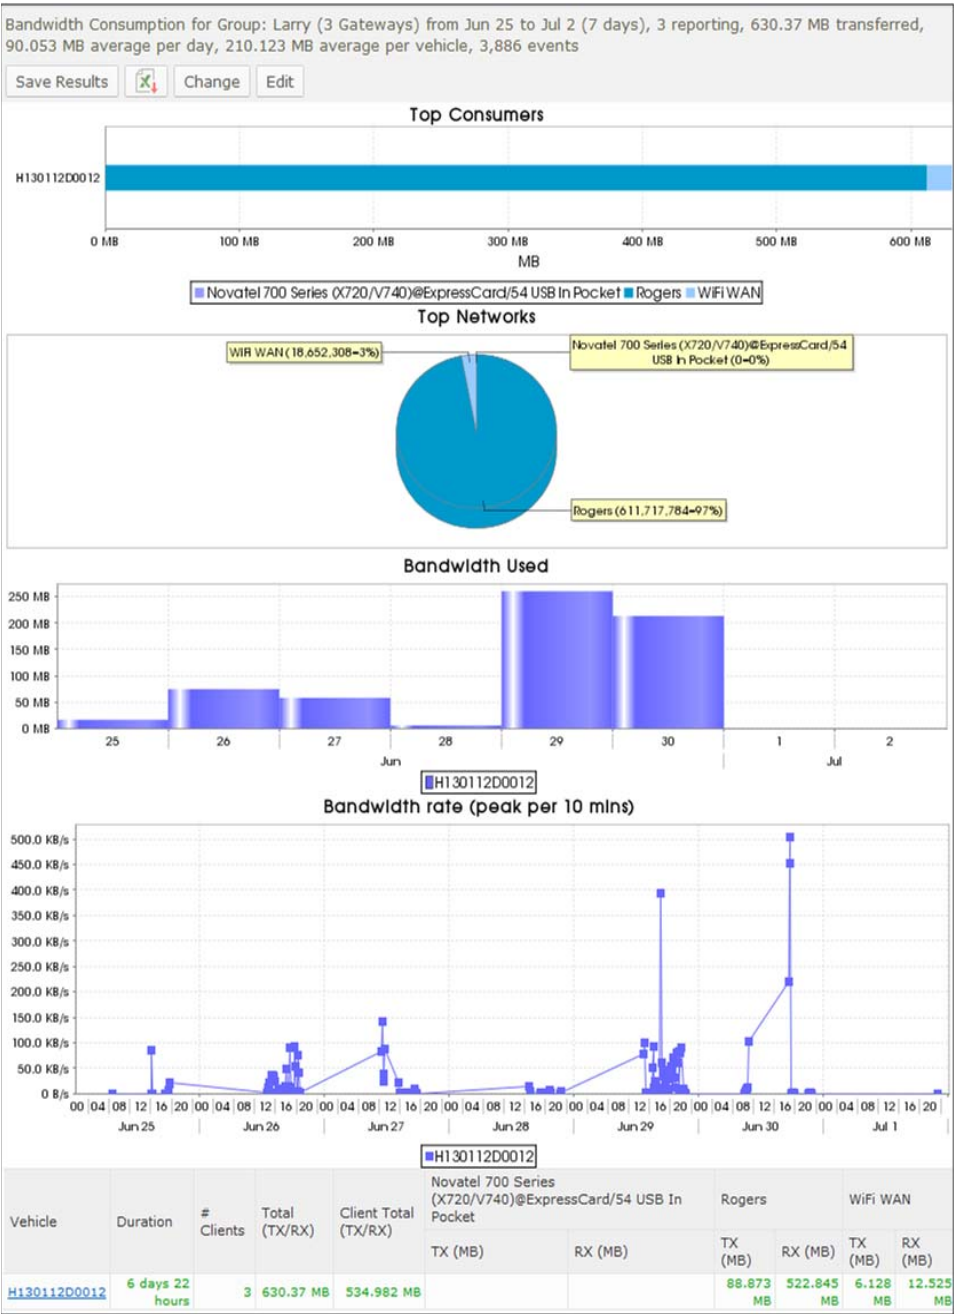 Bandwidth Consumption for Group: Larry (3 Gateways) from Jun 25 to Jul 2 (7 days), 3 reporting, 630.37 MB transferred,
90.053 MB average per day, 210.123 MB average per vehicle, 3,886 events
Save Results Change Edit
Top Consumers
H130112D0012
0 MB 100 MB 200 MB 300 MB 400 MB 500 MB 600 MB
MB
Novatel 700 Series (X720/V740)@ExpressCard/54 USB In Pocket Rogers WiFi WAN
Top Networks
WiFi WAN (18,652,308=3%)
Novatel 700 Series (X720/V740)@ExpressCard/54
USB In Pocket (0=0%)
Rogers (611,717,784=97%)
Bandwidth Used
250 MB
200 MB
150 MB
100 MB
50 MB
0 MB
25 26 27 28 29 30 1 2
Jun Jul
H130112D0012
Bandwidth rate (peak per 10 mins)
500.0 KB/s
450.0 KB/s
400.0 KB/s
350.0 KB/s
300.0 KB/s
250.0 KB/s
200.0 KB/s
150.0 KB/s
100.0 KB/s
50.0 KB/s
0 B/s
00 04 08 12 16 20 00 04 08 12 16 20 00 04 08 12 16 20 00 04 08 12 16 20 00 04 08 12 16 20 00 04 08 12 16 20 00 04 08 12 16 20
Jun 25 Jun 26 Jun 27 Jun 28 Jun 29 Jun 30 Jul 1
H130112D0012
Vehicle Duration # Clients Total (TX/RX) Client Total (TX/RX) Novatel 700 Series (X720/V740)@ExpressCard/54 USB In Pocket Rogers WiFi WAN
TX (MB) RX (MB) TX (MB) RX (MB) TX (MB) RX (MB)
H130112D0012 6 days 22 hours 3 630.37 MB 534.982 MB 88.873 MB 522.845 MB 6.128 MB 12.525 MB